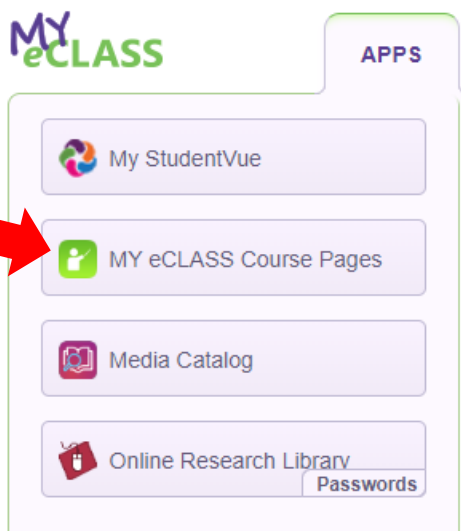 MY eCLASS
APPS
My StudentVue
MY eCLASS Course Pages
Media Catalog
Online Research Library
Passwords